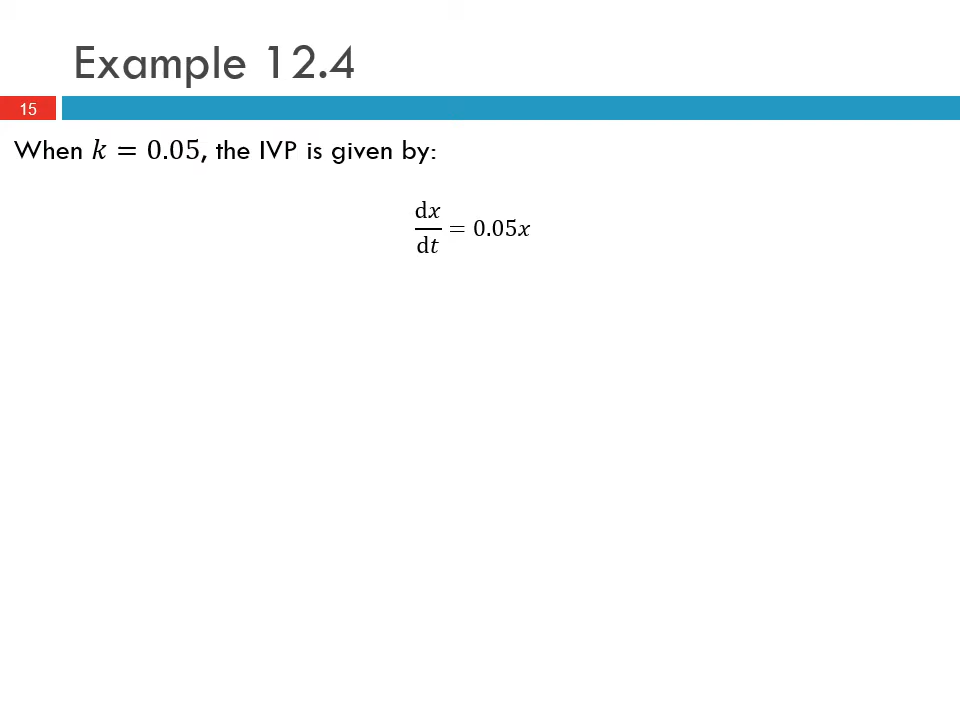 Example 12.4
15
When k = 0.05, the IVP is given by:
dx/dt = 0.05x